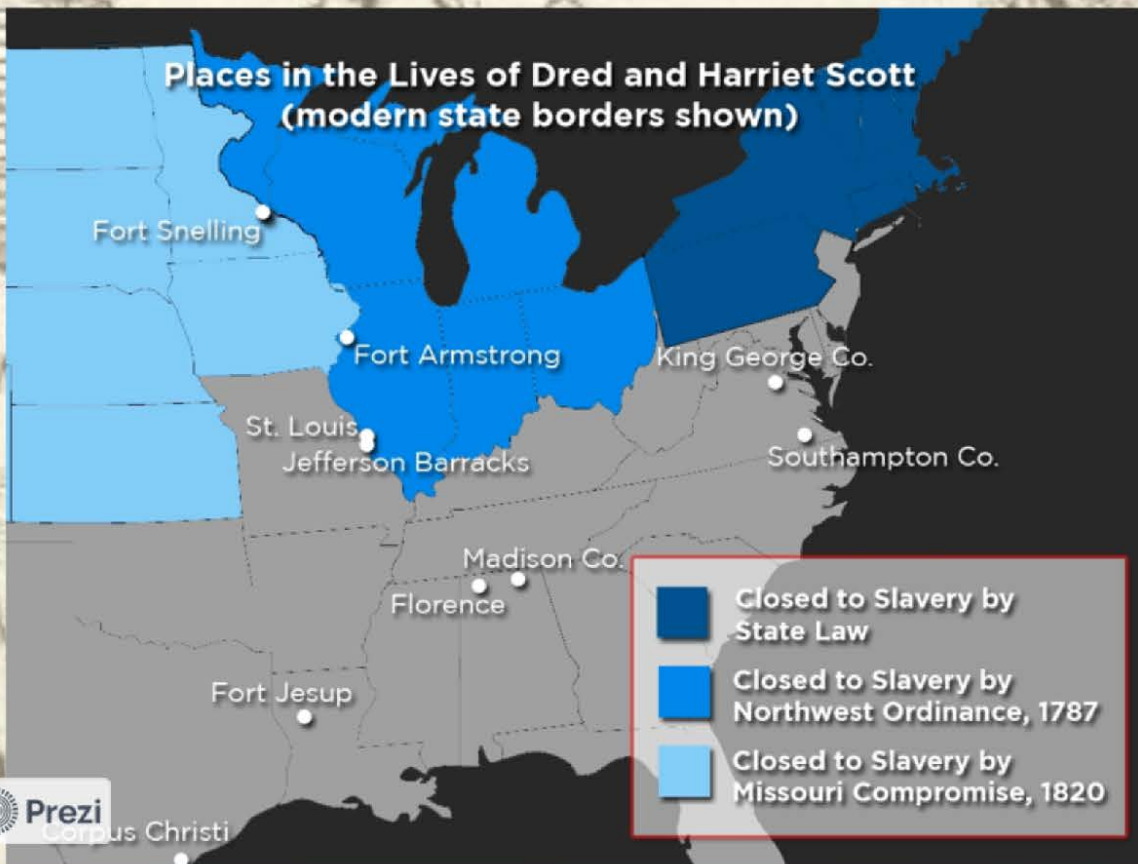 Places in the Lives of Dred and Harriet Scott
(modern state borders shown)
Fort Snelling
Fort Armstrong
King George Co.
St. Louis
Jefferson Barracks
Southampton Co.
Madison Co.
Florence
Fort Jesup
Corpus Christi
Closed to Slavery by
State Law
Closed to Slavery by
Northwest Ordinance, 1787
Closed to Slavery by
Missouri Compromise, 1820
Prezi